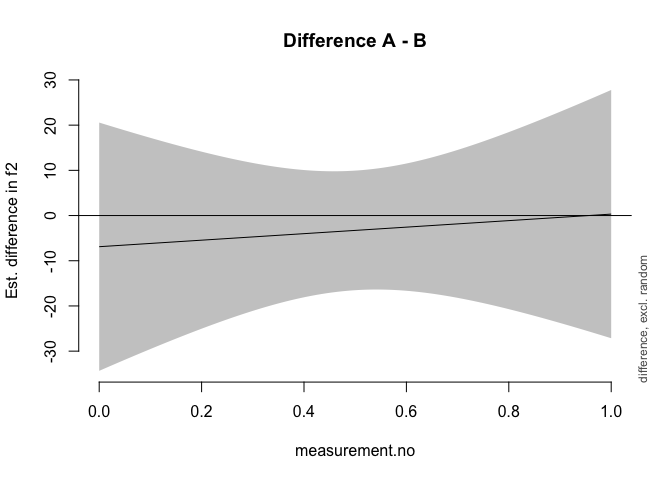 Difference A - B
Est. difference in f2
30
20
10
0
-10
-20
-30
0.0 0.2 0.4 0.6 0.8 1.0
measurement.no
difference, excl. random